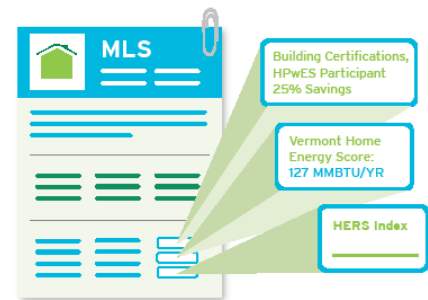 MLS
Building Certifications,
HPwES Participant
25% Savings
Vermont Home
Energy Score:
127 MMBTU/YR
HERS Index